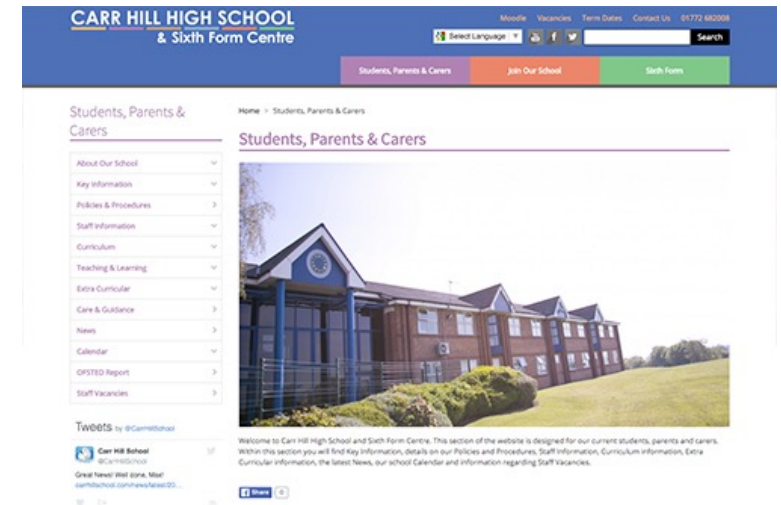 CARR HILL HIGH SCHOOL
& Sixth Form Centre
Moodle Vacancies Term Dates Contact Us 01772 682008
Select Language
Search
Students, Parents & Carers
Join Our School
Sixth Form
Students, Parents &
Carers
About Our School
Key Information
Policies & Procedures
Staff Information
Curriculum
Teaching & Learning
Extra Curricular
Care & Guidance
News
Calendar
OFSTED Report
Staff Vacancies
Tweets by @CarrHillSchool
Carr Hill School
@CarrHillSchool
Great News! Well done, Max!
carrhillschool.com/news/latest/20...
Home > Students, Parents & Carers
Students, Parents & Carers
Welcome to Carr Hill High School and Sixth Form Centre. This section of the website is designed for our current students, parents and carers.
Within this section you will find Key Information, details on our Policies and Procedures, Staff Information, Curriculum information, Extra
Curricular information, the latest News, our school Calendar and information regarding Staff Vacancies.
Share 0